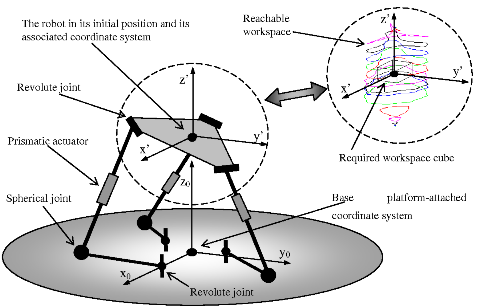 The robot in its initial position and its
associated coordinate system
Reachable
workspace
z'
y'
x'
Required workspace cube
Revolute joint
z'
y'
x'
Prismatic actuator
z0
Spherical joint
Base platform-attached
coordinate system
y0
x0
Revolute joint